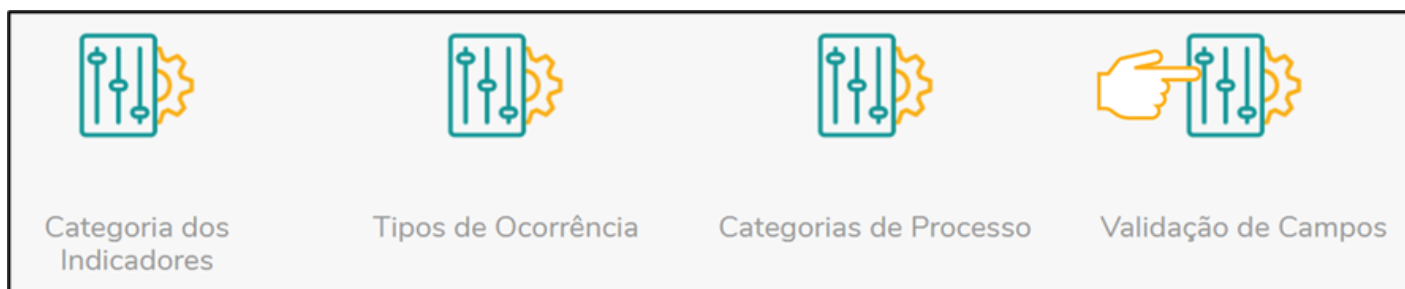 Categoria dos
Indicadores
Tipos de Ocorrência
Categorias de Processo
Validação de Campos